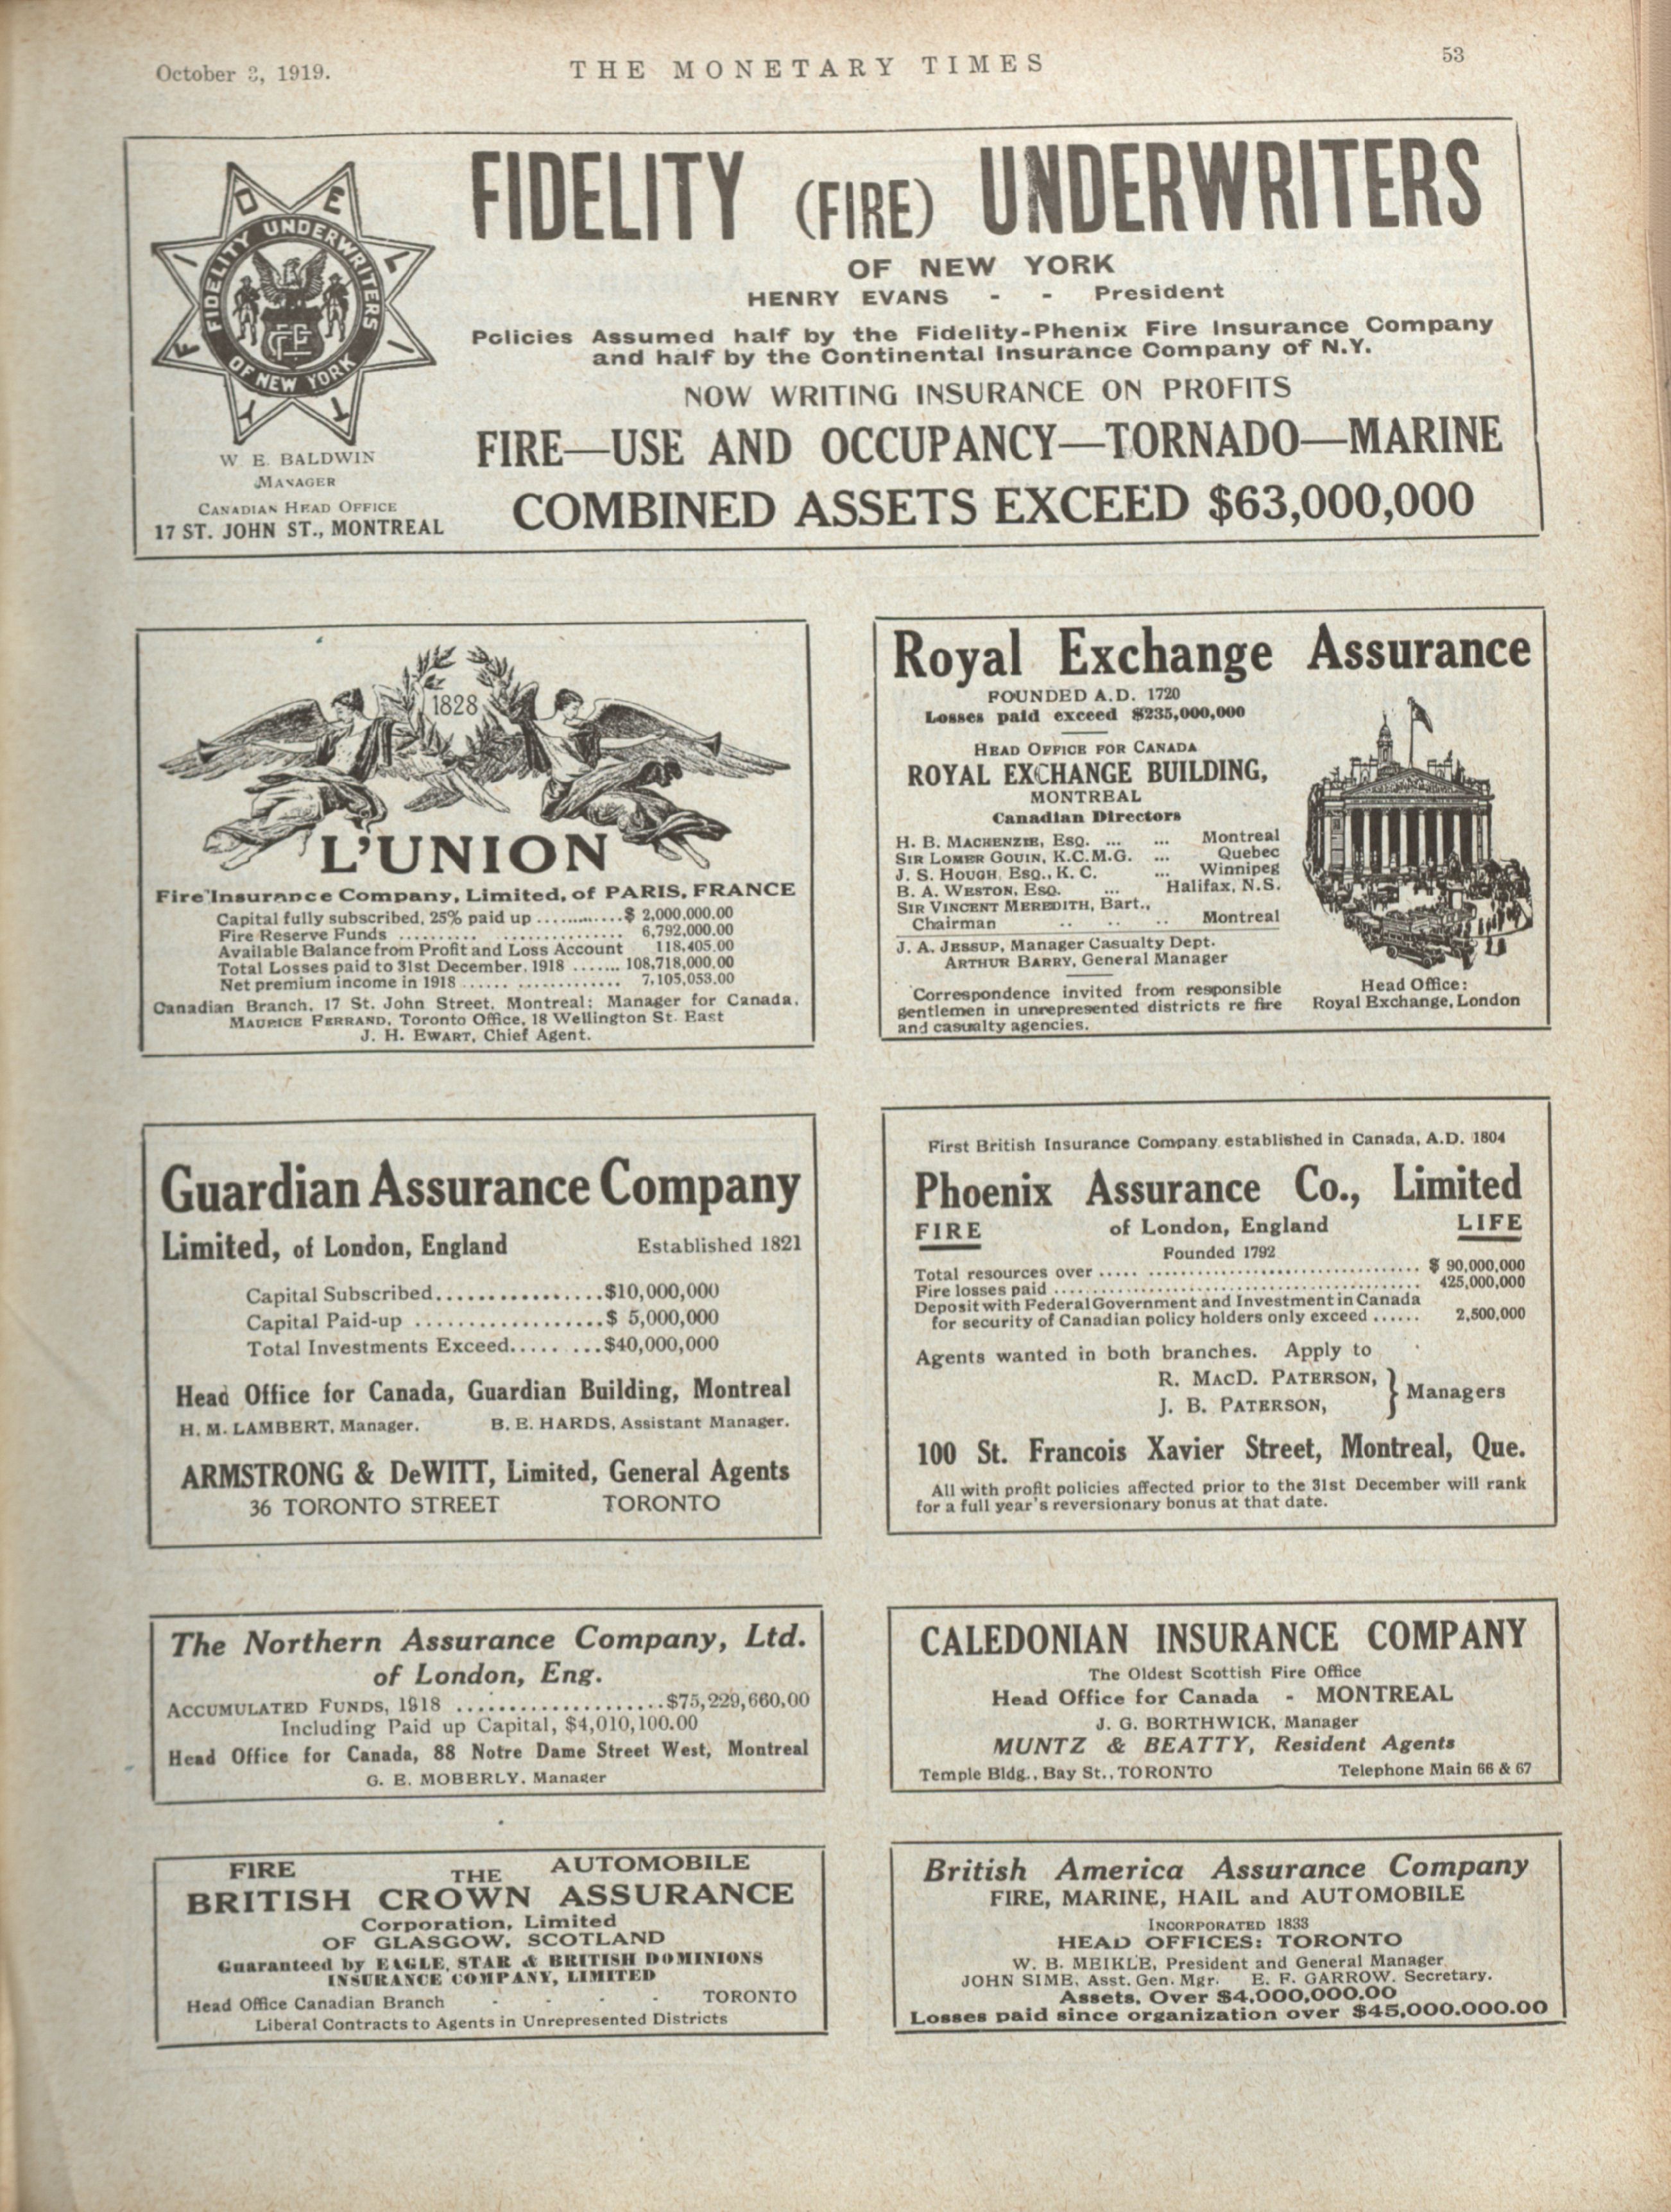 October 3, 1919.
THE MONETARY TIMES
53
FIDELITY
FIDELITY UNDERWRITERS
OF NEW YORK
W. E. BALDWIN
MANAGER
CANADIAN HEAD OFFICE
17 ST. JOHN ST., MONTREAL
FIDELITY (FIRE) UNDERWRITERS
OF NEW YORK
HENRY EVANS - - President
Policies Assumed half by the Fidelity-Phenix Fire Insurance Company
and half by the Continental Insurance Company of N.Y.
NOW WRITING INSURANCE ON PROFITS
FIRE—USE AND OCCUPANCY—TORNADO—MARINE
COMBINED ASSETS EXCEED $63,000,000
1828
L'UNION
Fire Insurance Company, Limited, of PARIS, FRANCE
Capital fully subscribed, 25% paid up .............$ 2,000,000.00
Fire Reserve Funds .......... ................ 6,792,000.00
Available Balance from Profit and Loss Account 118,405.00
Total Losses paid to 31st December, 1918 ....... 108,718,000.00
Net premium income in 1918 ...... ............. 7,105,053.00
Canadian Branch, 17 St. John Street, Montreal; Manager for Canada,
MAURICE FERRAND, Toronto Office, 18 Wellington St. East
J. H. EWART, Chief Agent.
Royal Exchange Assurance
FOUNDED A.D. 1720
Losses paid exceed $235,000,000
HEAD OFFICE FOR CANADA
ROYAL EXCHANGE BUILDING,
MONTREAL
Canadian Directors
H. B. MACKENZIE, ESQ. ... ... Montreal
SIR LOMER GOUIN, K.C.M.G. ... Quebec
J. S. HOUGH, ESQ., K. C. ... Winnipeg
B. A. WESTON, ESQ. ... Halifax, N.S.
SIR VINCENT MEREDITH, Bart.,
Chairman .. .. .. Montreal
J. A. JESSUP, Manager Casualty Dept.
ARTHUR BARRY, General Manager
Correspondence invited from responsible
gentlemen in unrepresented districts re fire
and casualty agencies.
Head Office:
Royal Exchange, London
Guardian Assurance Company
Limited, of London, England Established 1821
Capital Subscribed................$10,000,000
Capital Paid-up ..................$ 5,000,000
Total Investments Exceed..... ...$40,000,000
Head Office for Canada, Guardian Building, Montreal
H. M. LAMBERT, Manager. B. E. HARDS, Assistant Manager.
ARMSTRONG & DeWITT, Limited, General Agents
36 TORONTO STREET TORONTO
First British Insurance Company established in Canada, A.D. 1804
Phoenix Assurance Co., Limited
FIRE of London, England LIFE
Founded 1792
Total resources over ..... .................................. $ 90,000,000
Fire losses paid ............................................. 425,000,000
Deposit with Federal Government and Investment in Canada
for security of Canadian policy holders only exceed ...... 2,500,000
Agents wanted in both branches. Apply to
R. MACD. PATERSON,
J. B. PATERSON, } Managers
100 St. Francois Xavier Street, Montreal, Que.
All with profit policies affected prior to the 31st December will rank
for a full year's reversionary bonus at that date.
The Northern Assurance Company, Ltd.
of London, Eng.
ACCUMULATED FUNDS, 1918 ....................$75,229,660.00
Including Paid up Capital, $4,010,100.00
Head Office for Canada, 88 Notre Dame Street West, Montreal
G. E. MOBERLY, Manager
CALEDONIAN INSURANCE COMPANY
The Oldest Scottish Fire Office
Head Office for Canada - MONTREAL
J. G. BORTHWICK, Manager
MUNTZ & BEATTY, Resident Agents
Temple Bldg., Bay St., TORONTO Telephone Main 66 & 67
FIRE THE AUTOMOBILE
BRITISH CROWN ASSURANCE
Corporation, Limited
OF GLASGOW, SCOTLAND
Guaranteed by EAGLE, STAR & BRITISH DOMINIONS
INSURANCE COMPANY, LIMITED
Head Office Canadian Branch - - - - TORONTO
Liberal Contracts to Agents in Unrepresented Districts
British America Assurance Company
FIRE, MARINE, HAIL and AUTOMOBILE
INCORPORATED 1833
HEAD OFFICES: TORONTO
W. B. MEIKLE, President and General Manager
JOHN SIME, Asst. Gen. Mgr. E. F. GARROW, Secretary.
Assets, Over $4,000,000.00
Losses paid since organization over $45,000.000.00